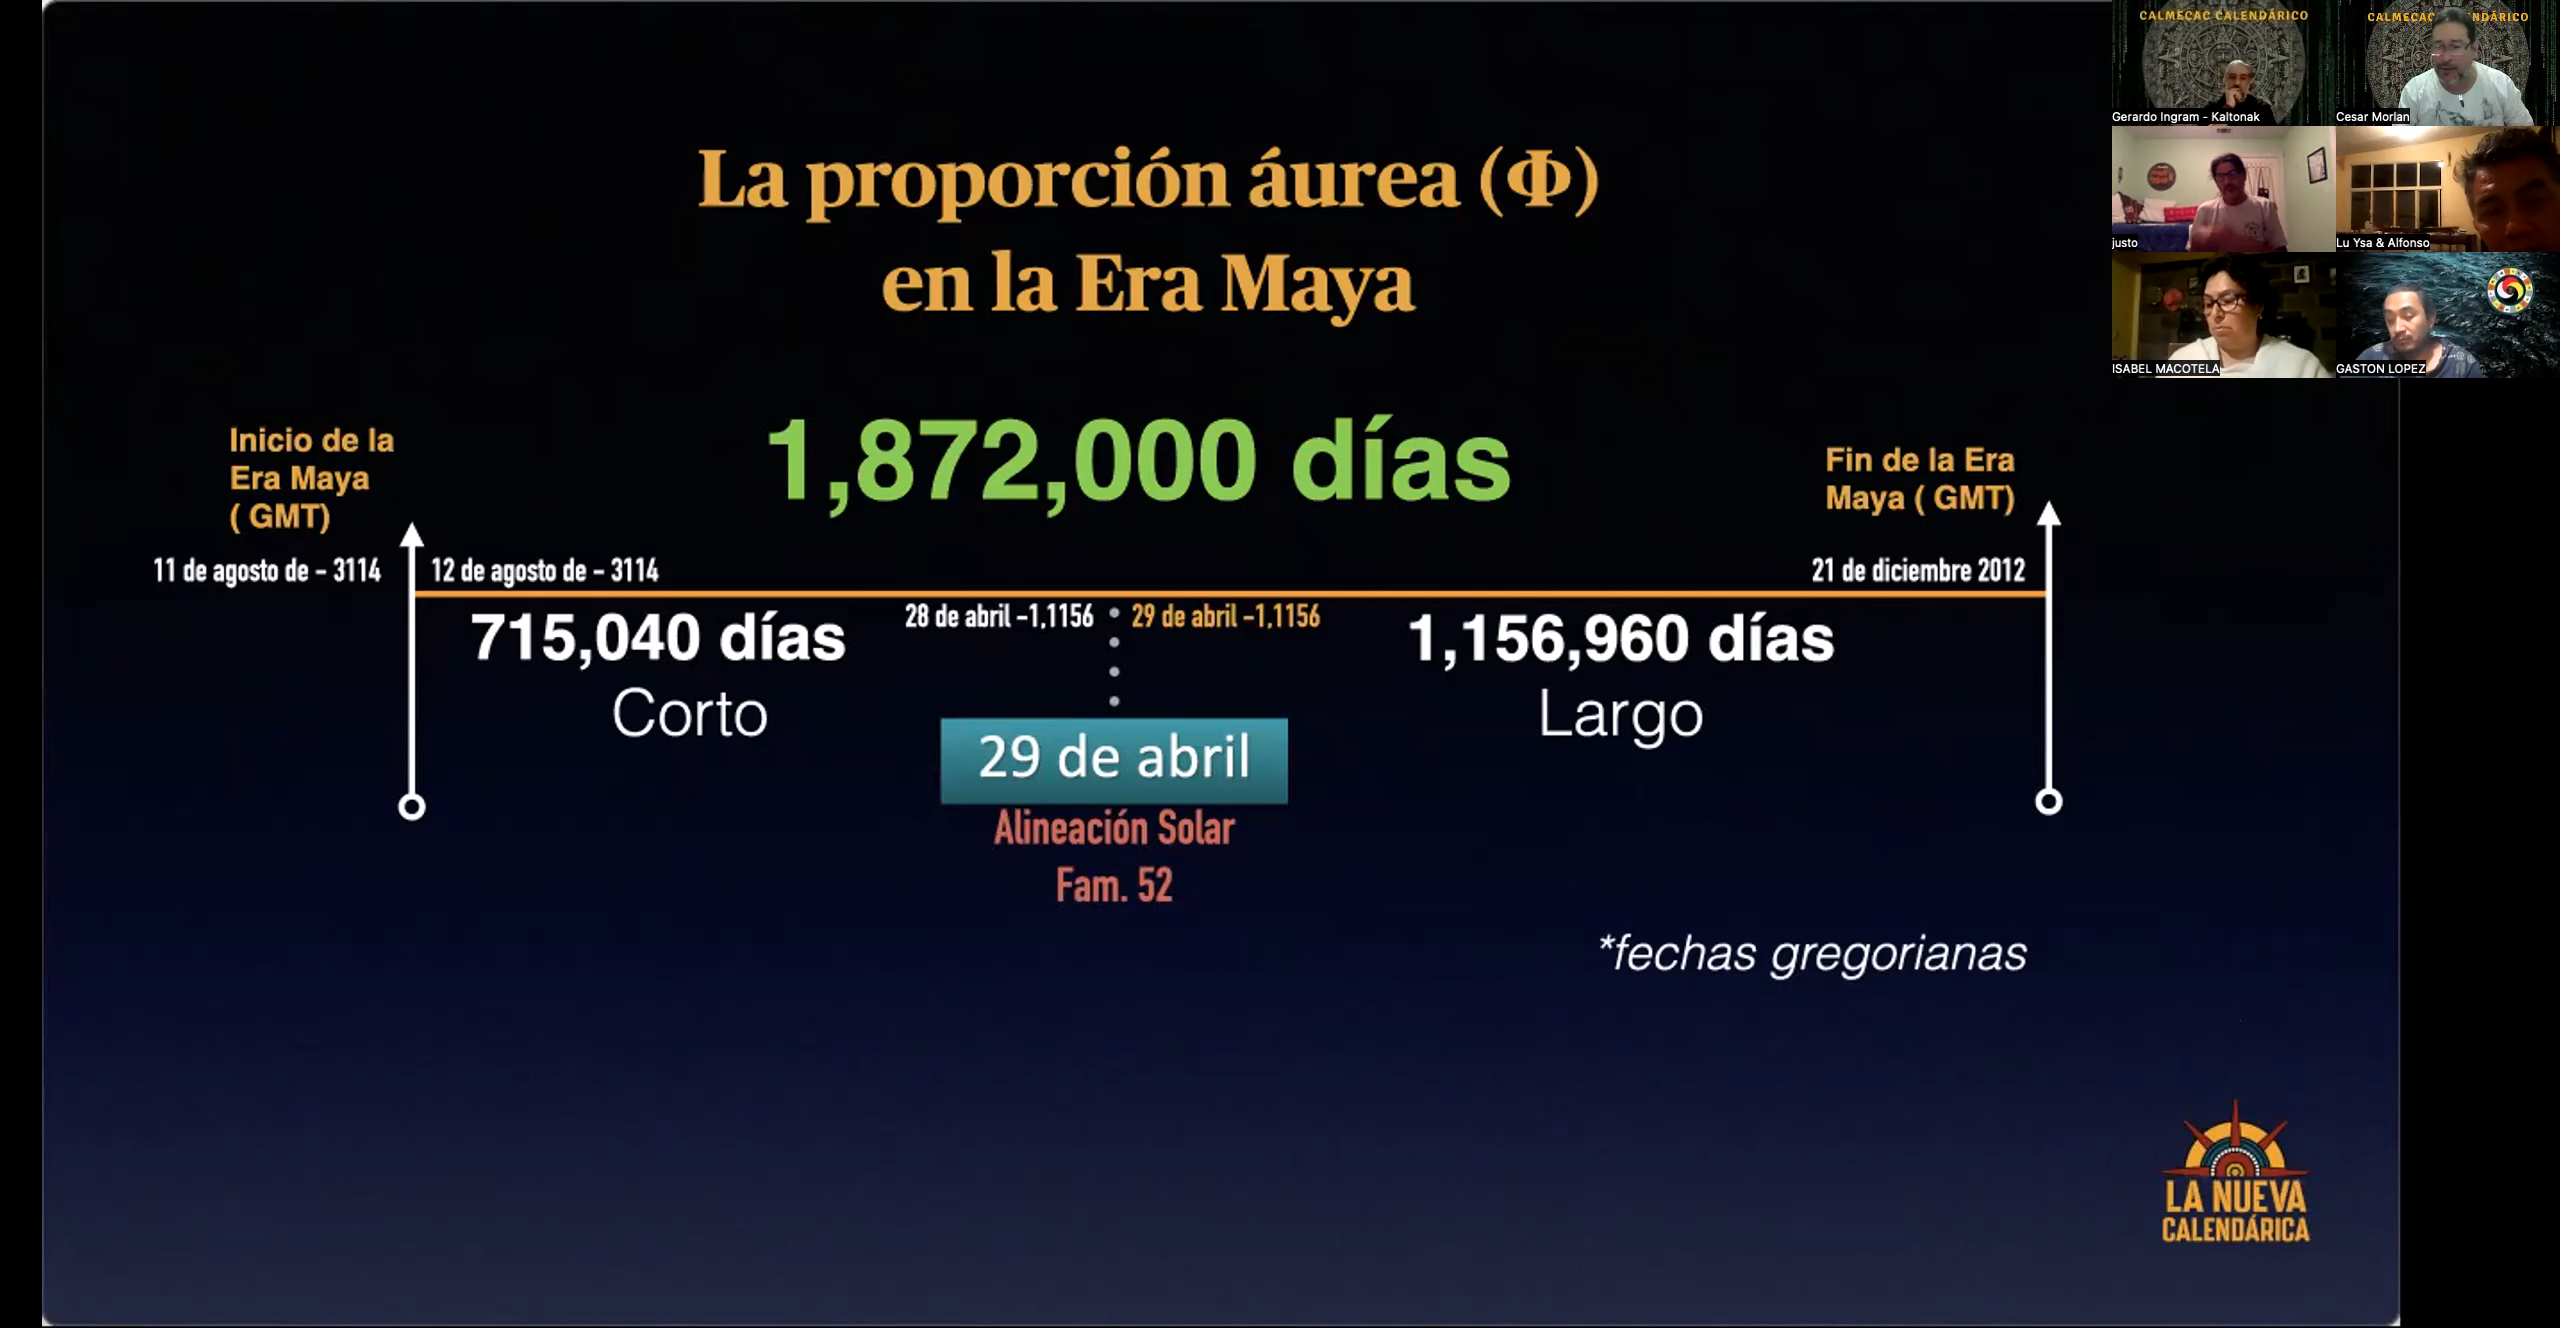 La proporción áurea (Φ)
en la Era Maya
1,872,000 días
Inicio de la
Era Maya
( GMT)
Fin de la Era
Maya ( GMT)
11 de agosto de - 3114
12 de agosto de - 3114
21 de diciembre 2012
28 de abril -1,1156
29 de abril -1,1156
715,040 días
Corto
1,156,960 días
Largo
29 de abril
Alineación Solar
Fam. 52
*fechas gregorianas
LA NUEVA
CALENDÁRICA
CALMECAC CALENDÁRICO
Gerardo Ingram - Kaltonak
CALMECAC NDÁRICO
Cesar Morlan
justo
Lu Ysa & Alfonso
ISABEL MACOTELA
GASTON LOPEZ